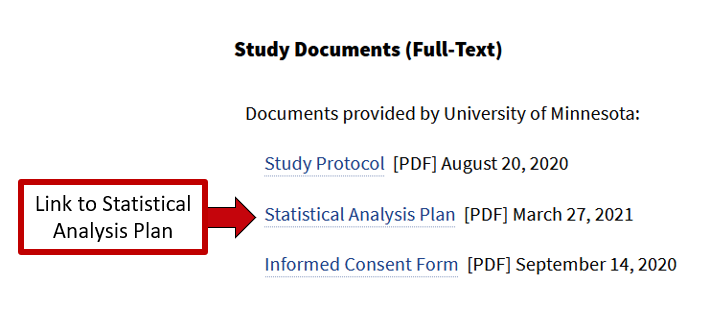 Study Documents (Full-Text)
Documents provided by University of Minnesota:
Study Protocol [PDF] August 20, 2020
Link to Statistical
Analysis Plan
Statistical Analysis Plan [PDF] March 27, 2021
Informed Consent Form [PDF] September 14, 2020